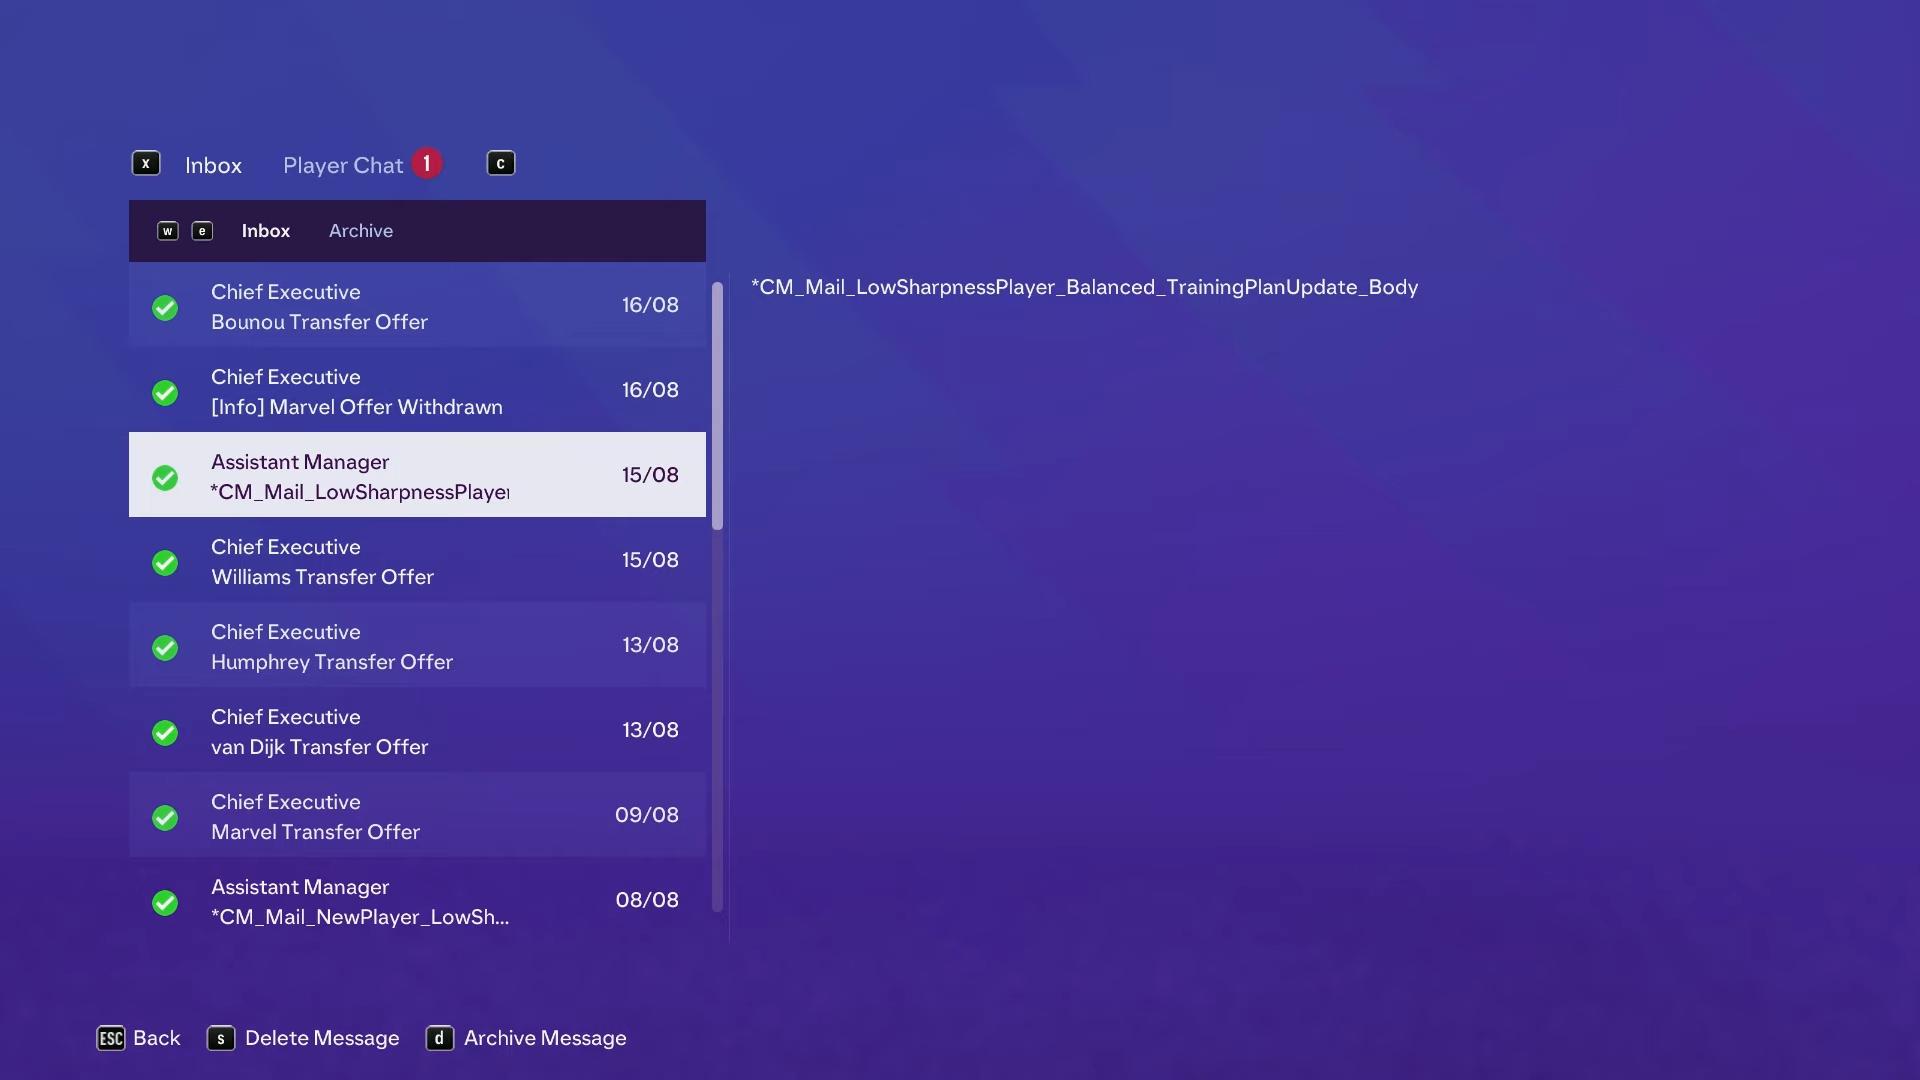 x Inbox Player Chat 1 c
w e Inbox Archive
Chief Executive
Bounou Transfer Offer
16/08
Chief Executive
[Info] Marvel Offer Withdrawn
16/08
Assistant Manager
*CM_Mail_LowSharpnessPlayer
15/08
Chief Executive
Williams Transfer Offer
15/08
Chief Executive
Humphrey Transfer Offer
13/08
Chief Executive
van Dijk Transfer Offer
13/08
Chief Executive
Marvel Transfer Offer
09/08
Assistant Manager
*CM_Mail_NewPlayer_LowSh...
08/08
*CM_Mail_LowSharpnessPlayer_Balanced_TrainingPlanUpdate_Body
ESC Back s Delete Message d Archive Message